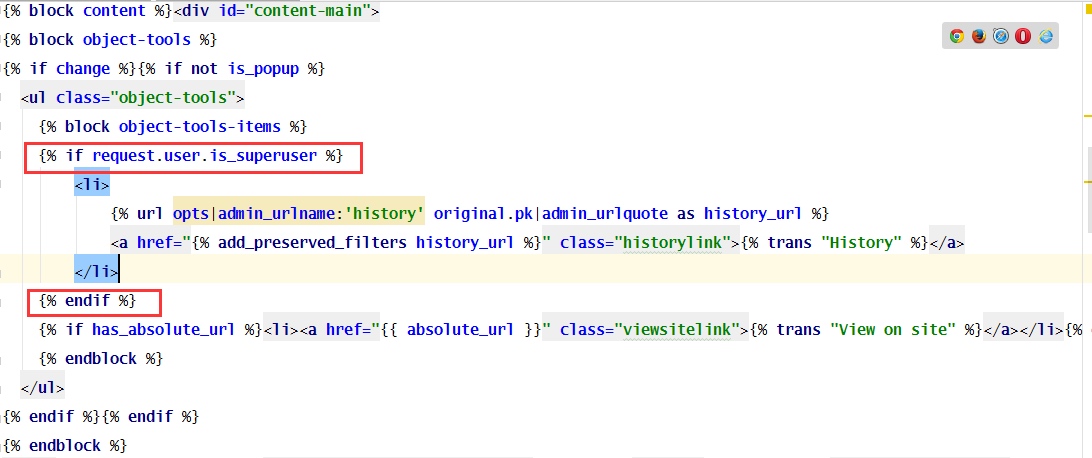 {% block content %}<div id="content-main">
{% block object-tools %}
{% if change %}{% if not is_popup %}
<ul class="object-tools">
{% block object-tools-items %}
{% if request.user.is_superuser %}
<li>
{% url opts|admin_urlname:'history' original.pk|admin_urlquote as history_url %}
<a href="{% add_preserved_filters history_url %}" class="historylink">{% trans "History" %}</a>
</li>
{% endif %}
{% if has_absolute_url %}<li><a href="{{ absolute_url }}" class="viewsitelink">{% trans "View on site" %}</a></li>{%
{% endblock %}
</ul>
{% endif %}{% endif %}
{% endblock %}